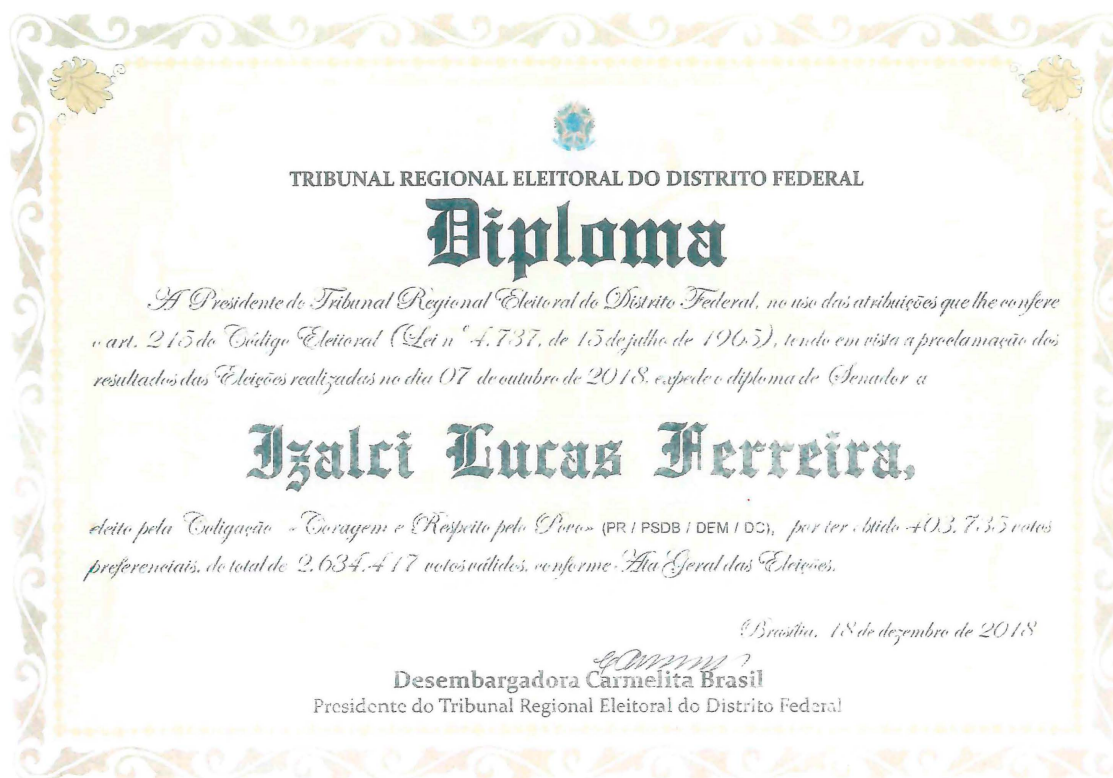 TRIBUNAL REGIONAL ELEITORAL DO DISTRITO FEDERAL
Diploma
A Presidente do Tribunal Regional Eleitoral do Distrito Federal, no uso das atribuições que lhe confere
o art. 215 do Código Eleitoral (Lei n° 4.737, de 15 de julho de 1965), tendo em vista a proclamação dos
resultados das Eleições realizadas no dia 07 de outubro de 2018, expede o diploma de Senador a
Izalci Lucas Ferreira,
eleito pela Coligação «Coragem e Respeito pelo Povo» (PR / PSDB / DEM / DC), por ter obtido 403.735 votos
preferenciais, do total de 2.634.417 votos válidos, conforme Ata Geral das Eleições.
Brasília, 18 de dezembro de 2018
Desembargadora Carmelita Brasil
Presidente do Tribunal Regional Eleitoral do Distrito Federal